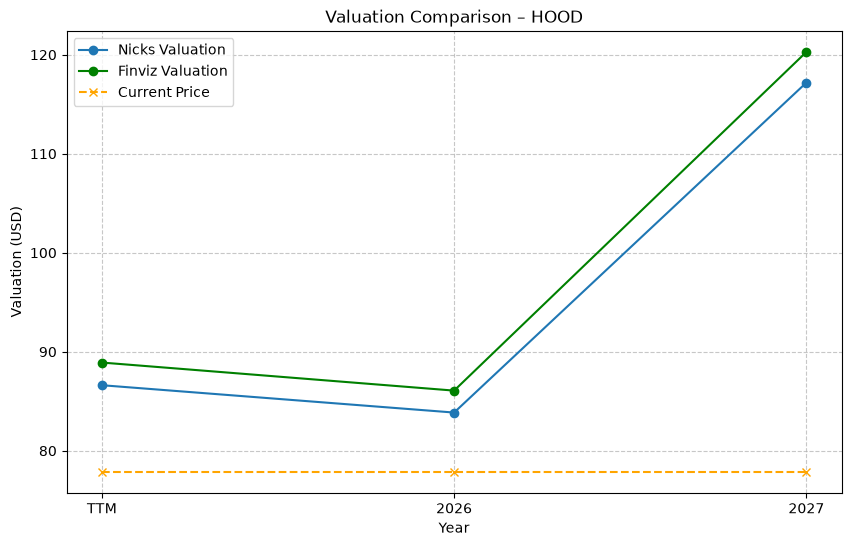 Valuation Comparison – HOOD
Nicks Valuation
Finviz Valuation
Current Price
Valuation (USD)
120
110
100
90
80
TTM
2026
2027
Year